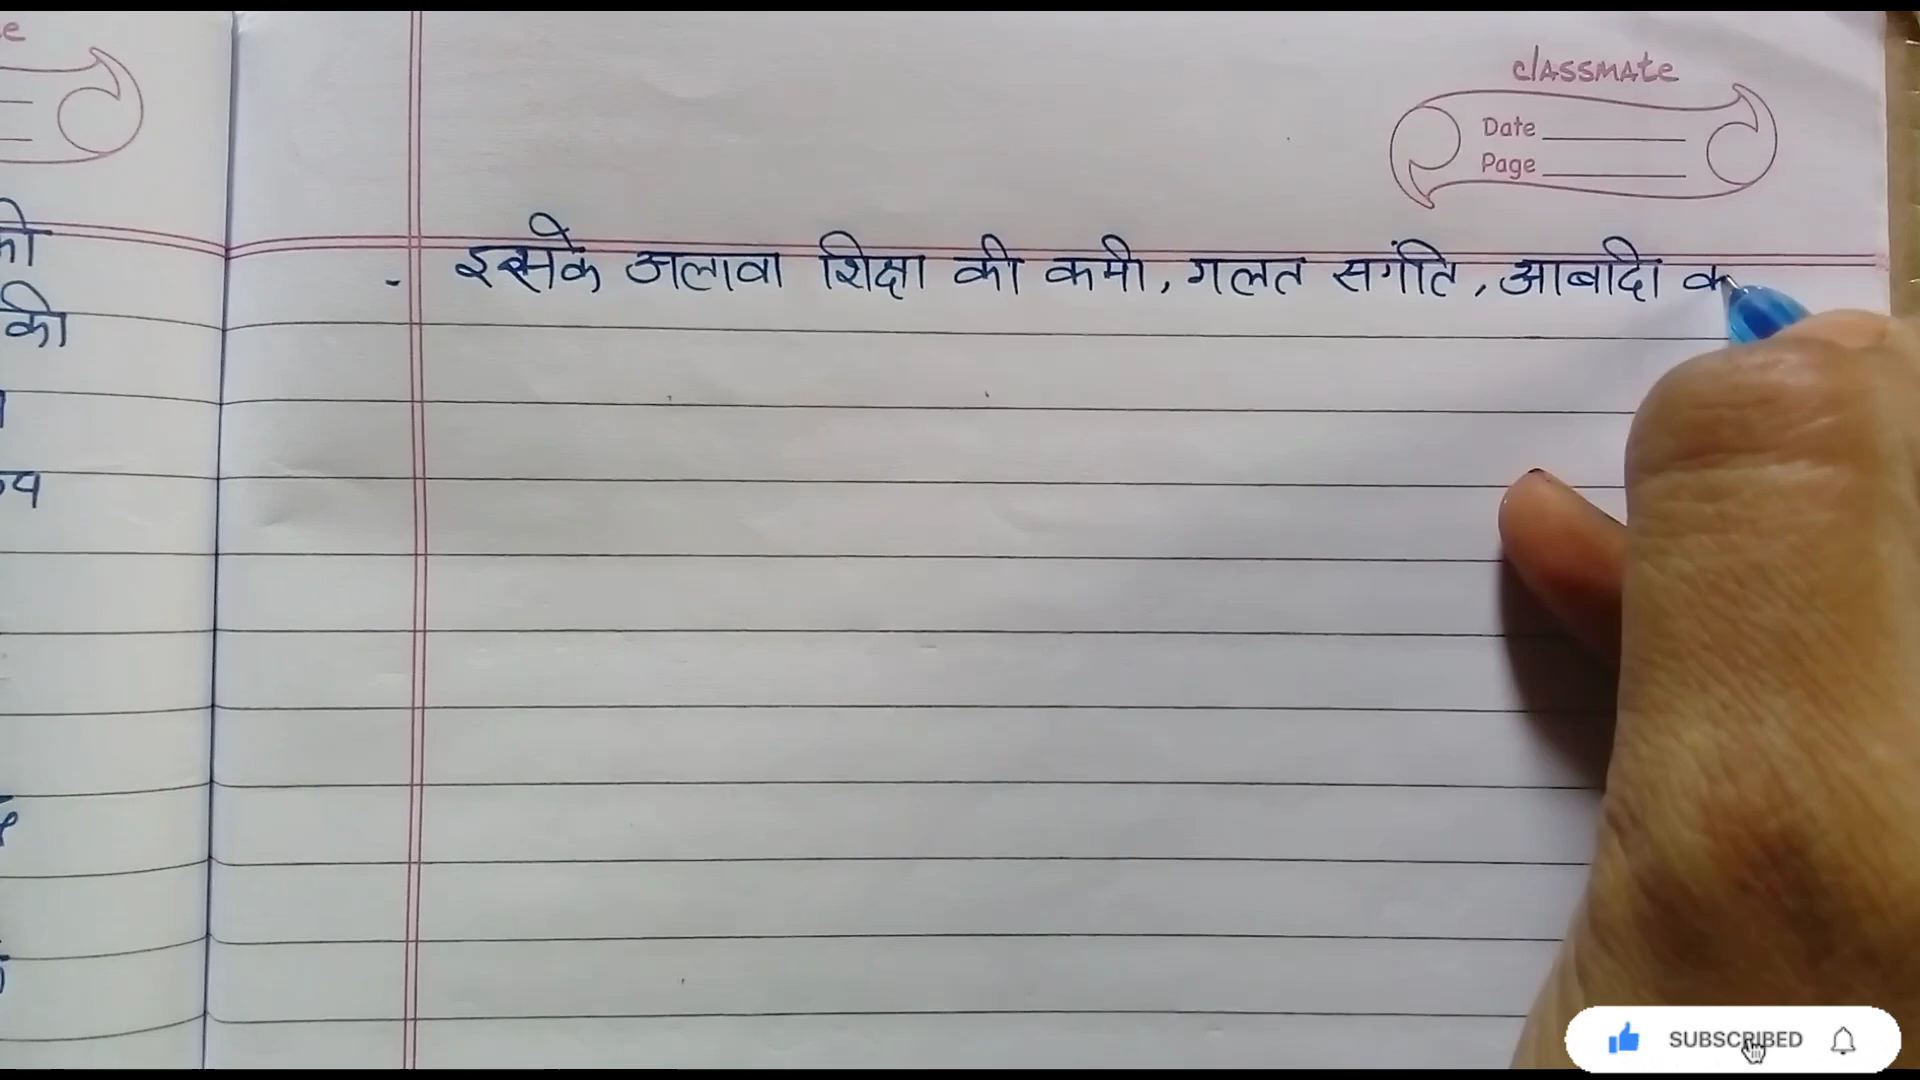 classmate
Date
Page
की
- इसके अलावा शिक्षा की कमी, गलत संगति, आबादी क
SUBSCRIBED